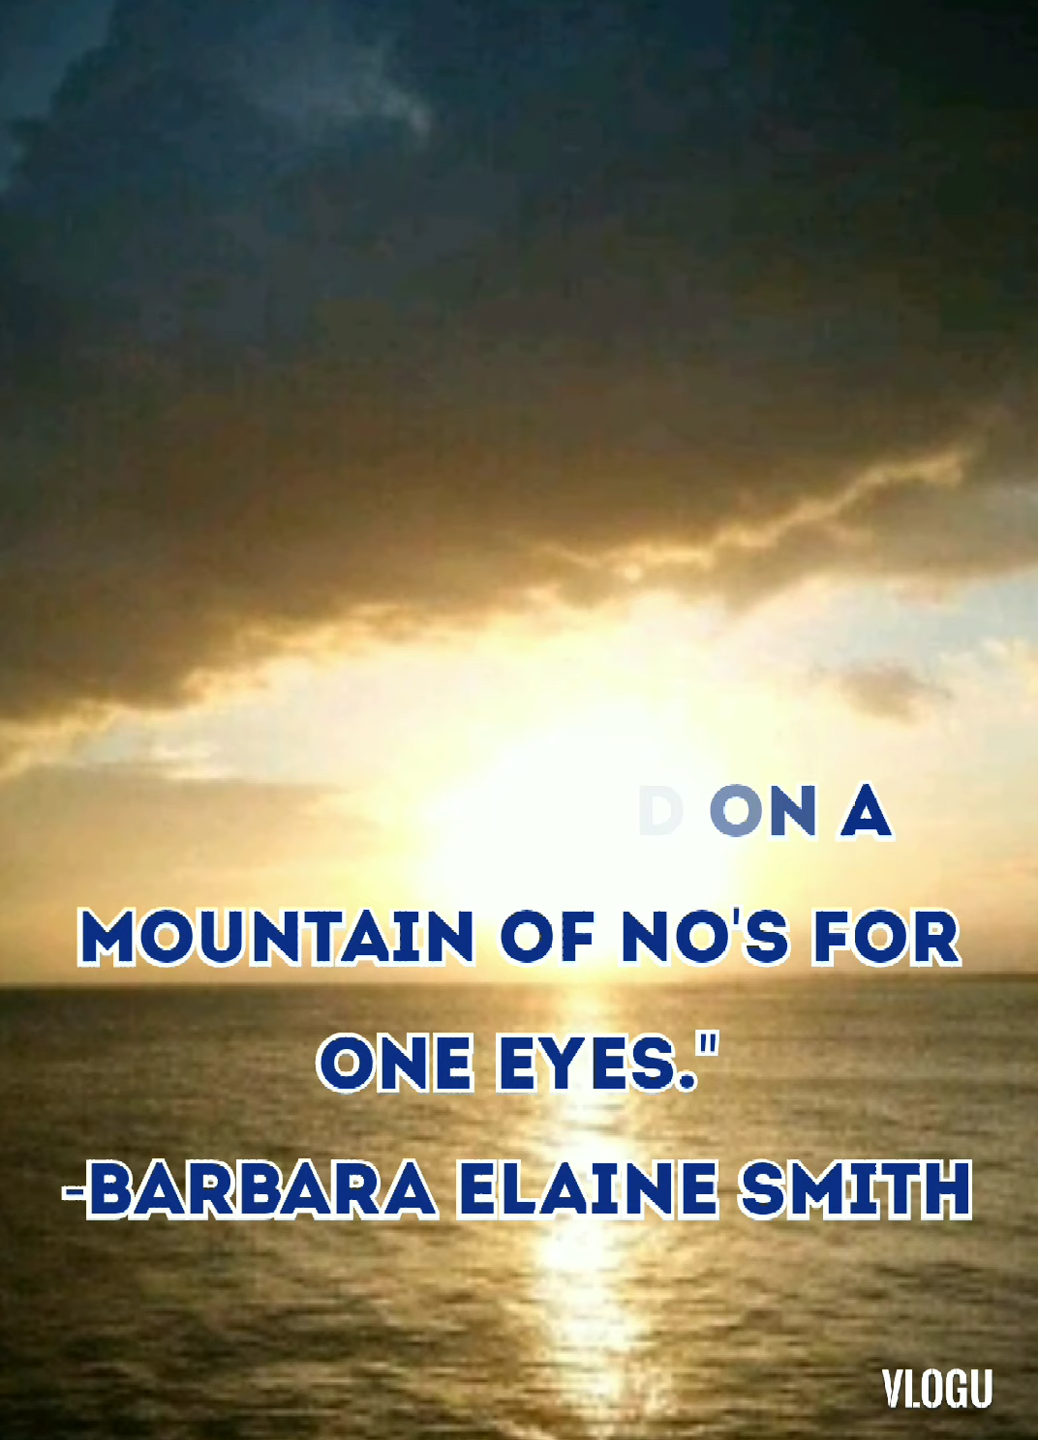 D ON A
MOUNTAIN OF NO'S FOR
ONE EYES."
-BARBARA ELAINE SMITH
VLOGU